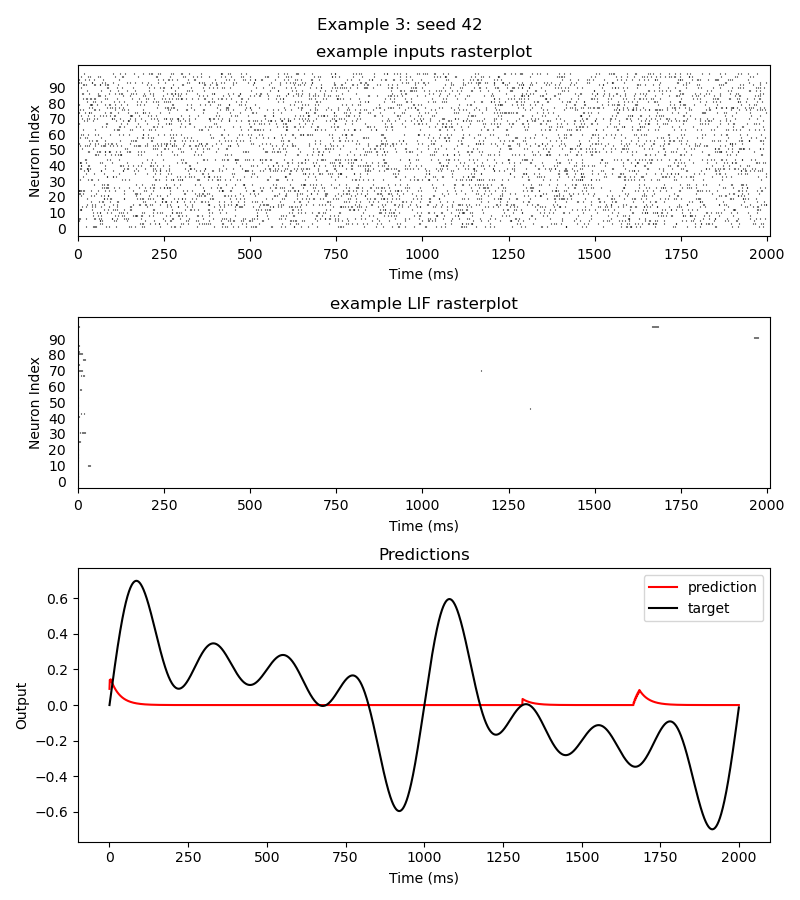 Example 3: seed 42
example inputs rasterplot
90
80
70
60
50
40
30
20
10
0
Neuron Index
0 250 500 750 1000 1250 1500 1750 2000
Time (ms)
example LIF rasterplot
90
80
70
60
50
40
30
20
10
0
Neuron Index
0 250 500 750 1000 1250 1500 1750 2000
Time (ms)
Predictions
0.6
0.4
0.2
0.0
−0.2
−0.4
−0.6
Output
prediction
target
0 250 500 750 1000 1250 1500 1750 2000
Time (ms)